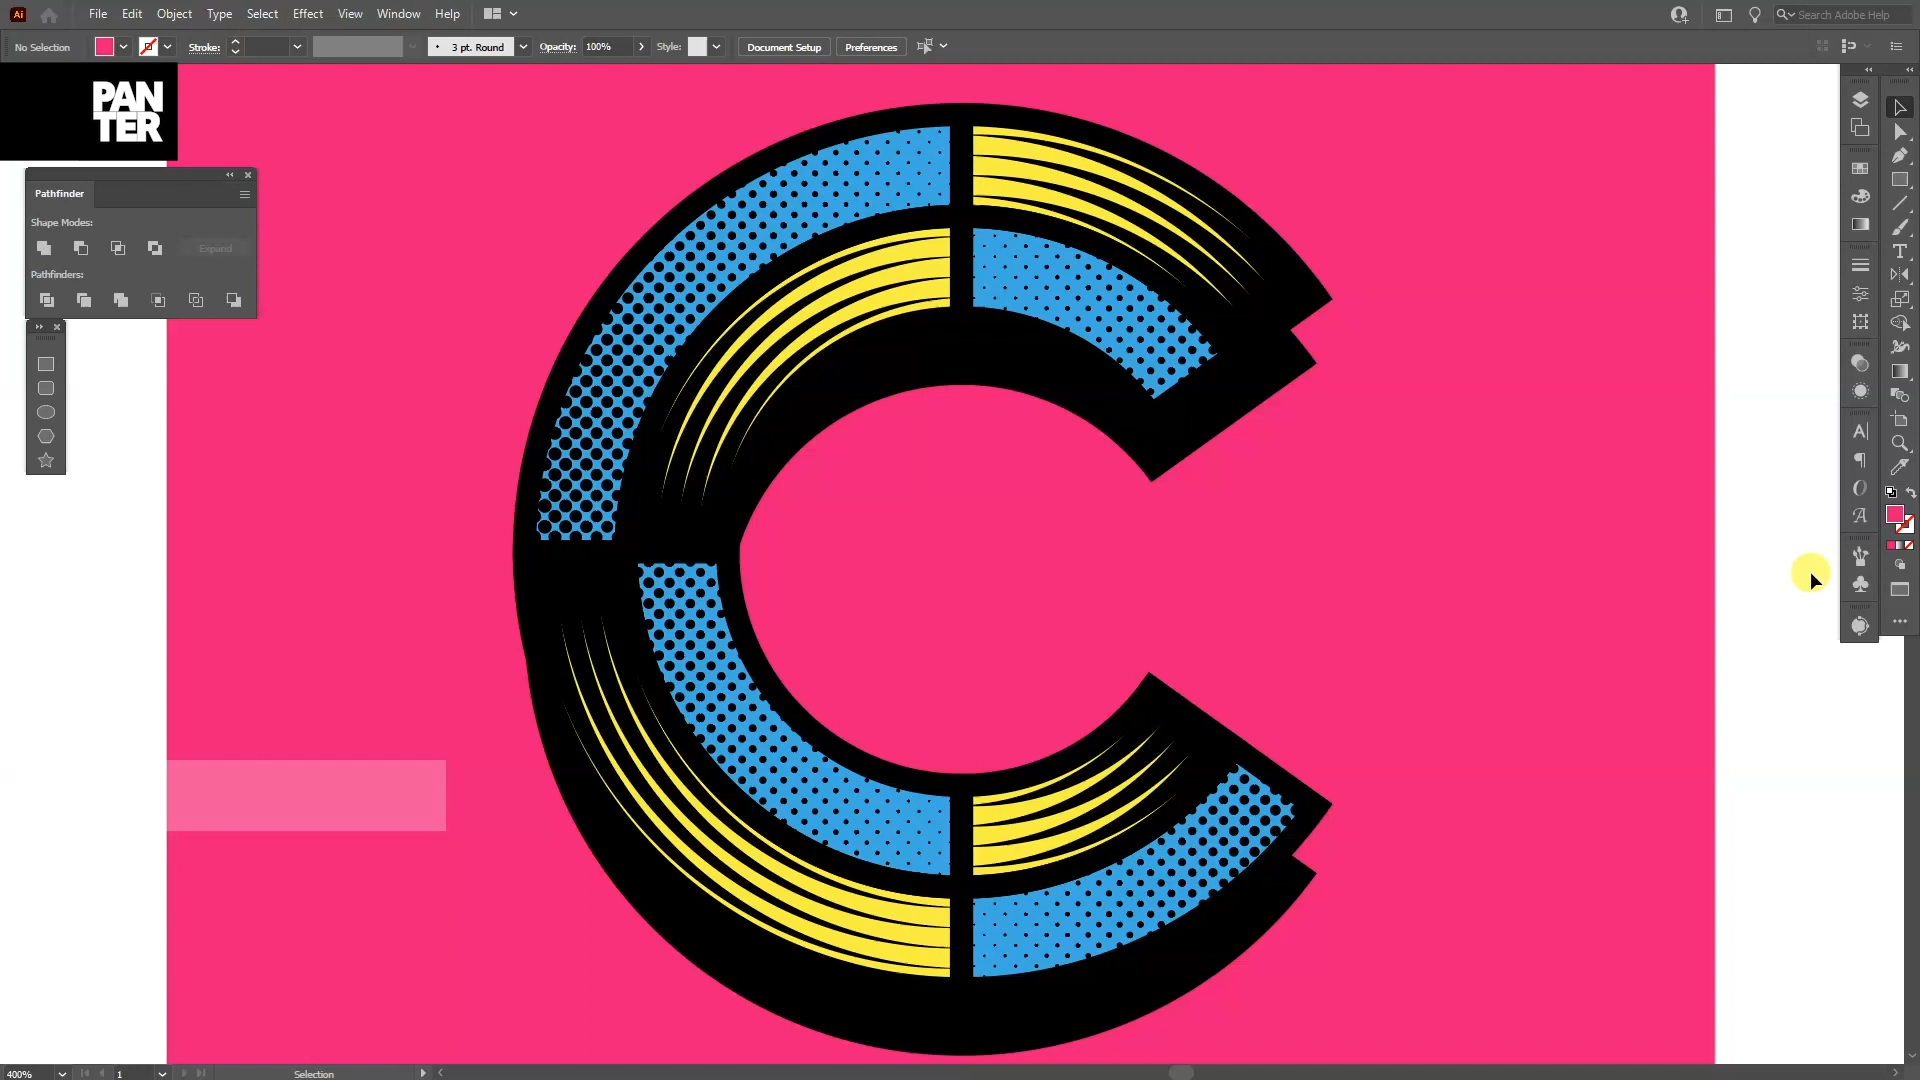 Ai File Edit Object Type Select Effect View Window Help Search Adobe Help
No Selection Stroke: 3 pt. Round Opacity: 100% Style: Document Setup Preferences
PAN
TER
Pathfinder
Shape Modes:
Expand
Pathfinders:
C
400% 1 Selection